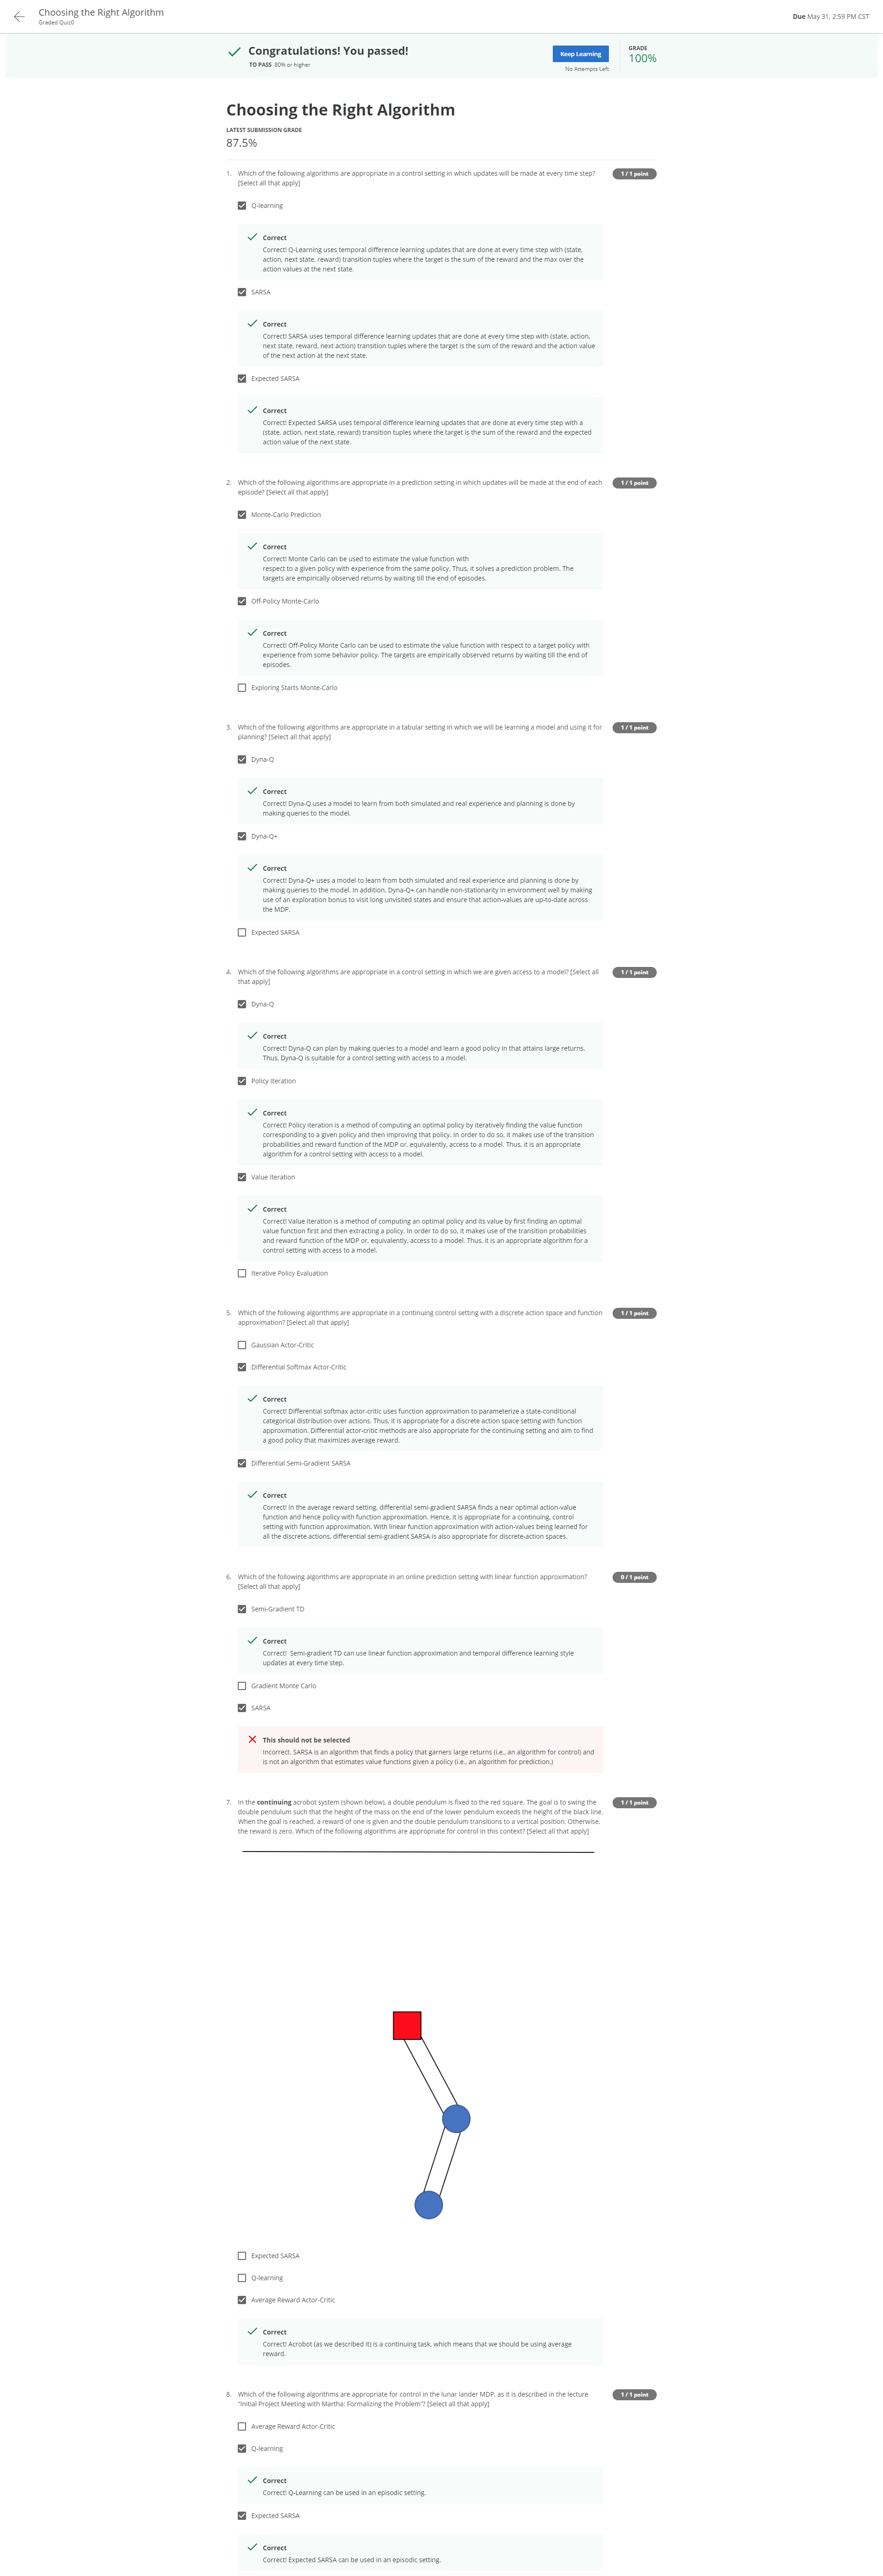 Choosing the Right Algorithm
Graded Quiz0
Due May 31, 2:59 PM CST
Congratulations! You passed!
TO PASS 80% or higher
Keep Learning
No Attempts Left
GRADE
100%
Choosing the Right Algorithm
LATEST SUBMISSION GRADE
87.5%
1. Which of the following algorithms are appropriate in a control setting in which updates will be made at every time step?
[Select all that apply]
1 / 1 point
Q-learning
Correct
Correct! Q-Learning uses temporal difference learning updates that are done at every time step with (state,
action, next state, reward) transition tuples where the target is the sum of the reward and the max over the
action values at the next state.
SARSA
Correct
Correct! SARSA uses temporal difference learning updates that are done at every time step with (state, action,
next state, reward, next action) transition tuples where the target is the sum of the reward and the action value
of the next action at the next state.
Expected SARSA
Correct
Correct! Expected SARSA uses temporal difference learning updates that are done at every time step with a
(state, action, next state, reward) transition tuples where the target is the sum of the reward and the expected
action value of the next state.
2. Which of the following algorithms are appropriate in a prediction setting in which updates will be made at the end of each
episode? [Select all that apply]
1 / 1 point
Monte-Carlo Prediction
Correct
Correct! Monte Carlo can be used to estimate the value function with
respect to a given policy with experience from the same policy. Thus, it solves a prediction problem. The
targets are empirically observed returns by waiting till the end of episodes.
Off-Policy Monte-Carlo
Correct
Correct! Off-Policy Monte Carlo can be used to estimate the value function with respect to a target policy with
experience from some behavior policy. The targets are empirically observed returns by waiting till the end of
episodes.
Exploring Starts Monte-Carlo
3. Which of the following algorithms are appropriate in a tabular setting in which we will be learning a model and using it for
planning? [Select all that apply]
1 / 1 point
Dyna-Q
Correct
Correct! Dyna-Q uses a model to learn from both simulated and real experience and planning is done by
making queries to the model.
Dyna-Q+
Correct
Correct! Dyna-Q+ uses a model to learn from both simulated and real experience and planning is done by
making queries to the model. In addition, Dyna-Q+ can handle non-stationarity in environment well by making
use of an exploration bonus to visit long unvisited states and ensure that action-values are up-to-date across
the MDP.
Expected SARSA
4. Which of the following algorithms are appropriate in a control setting in which we are given access to a model? [Select all
that apply]
1 / 1 point
Dyna-Q
Correct
Correct! Dyna-Q can plan by making queries to a model and learn a good policy in that attains large returns.
Thus, Dyna-Q is suitable for a control setting with access to a model.
Policy Iteration
Correct
Correct! Policy iteration is a method of computing an optimal policy by iteratively finding the value function
corresponding to a given policy and then improving that policy. In order to do so, it makes use of the transition
probabilities and reward function of the MDP or, equivalently, access to a model. Thus, it is an appropriate
algorithm for a control setting with access to a model.
Value Iteration
Correct
Correct! Value iteration is a method of computing an optimal policy and its value by first finding an optimal
value function first and then extracting a policy. In order to do so, it makes use of the transition probabilities
and reward function of the MDP or, equivalently, access to a model. Thus, it is an appropriate algorithm for a
control setting with access to a model.
Iterative Policy Evaluation
5. Which of the following algorithms are appropriate in a continuing control setting with a discrete action space and function
approximation? [Select all that apply]
1 / 1 point
Gaussian Actor-Critic
Differential Softmax Actor-Critic
Correct
Correct! Differential softmax actor-critic uses function approximation to parameterize a state-conditional
categorical distribution over actions. Thus, it is appropriate for a discrete action space setting with function
approximation. Differential actor-critic methods are also appropriate for the continuing setting and aim to find
a good policy that maximizes average reward.
Differential Semi-Gradient SARSA
Correct
Correct! In the average reward setting, differential semi-gradient SARSA finds a near optimal action-value
function and hence policy with function approximation. Hence, it is appropriate for a continuing, control
setting with function approximation. With linear function approximation with action-values being learned for
all the discrete actions, differential semi-gradient SARSA is also appropriate for discrete-action spaces.
6. Which of the following algorithms are appropriate in an online prediction setting with linear function approximation?
[Select all that apply]
0 / 1 point
Semi-Gradient TD
Correct
Correct! Semi-gradient TD can use linear function approximation and temporal difference learning style
updates at every time step.
Gradient Monte Carlo
SARSA
This should not be selected
Incorrect, SARSA is an algorithm that finds a policy that garners large returns (i.e., an algorithm for control) and
is not an algorithm that estimates value functions given a policy (i.e., an algorithm for prediction.)
7. In the continuing acrobot system (shown below), a double pendulum is fixed to the red square. The goal is to swing the
double pendulum such that the height of the mass on the end of the lower pendulum exceeds the height of the black line.
When the goal is reached, a reward of one is given and the double pendulum transitions to a vertical position. Otherwise,
the reward is zero. Which of the following algorithms are appropriate for control in this context? [Select all that apply]
1 / 1 point
Expected SARSA
Q-learning
Average Reward Actor-Critic
Correct
Correct! Acrobot (as we described it) is a continuing task, which means that we should be using average
reward.
8. Which of the following algorithms are appropriate for control in the lunar lander MDP, as it is described in the lecture
"Initial Project Meeting with Martha: Formalizing the Problem"? [Select all that apply]
1 / 1 point
Average Reward Actor-Critic
Q-learning
Correct
Correct! Q-Learning can be used in an episodic setting.
Expected SARSA
Correct
Correct! Expected SARSA can be used in an episodic setting.